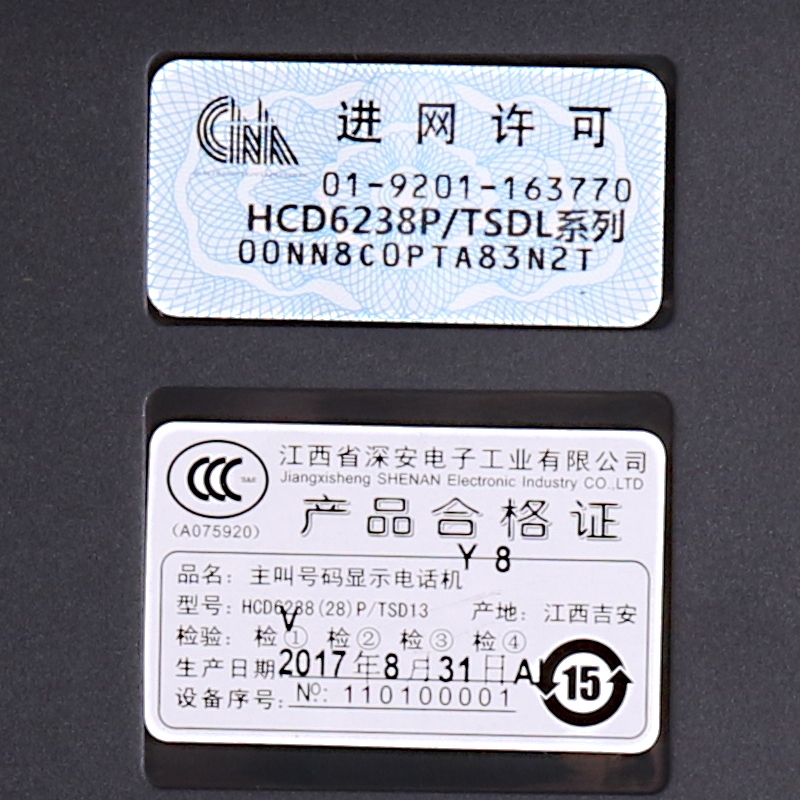 CNA 进网许可
01-9201-163770
HCD6238P/TSDL系列
00NN8C0PTA83N2T
CCC S&E
(A075920)
江西省深安电子工业有限公司
Jiangxisheng SHENAN Electronic Industry CO.,LTD
产品合格证
Y 8
品名：主叫号码显示电话机
型号：HCD6238(28)P/TSD13 产地：江西吉安
V
检验：检① 检② 检③ 检④
生产日期2017年8月31日A
设备序号：Nº: 110100001
15